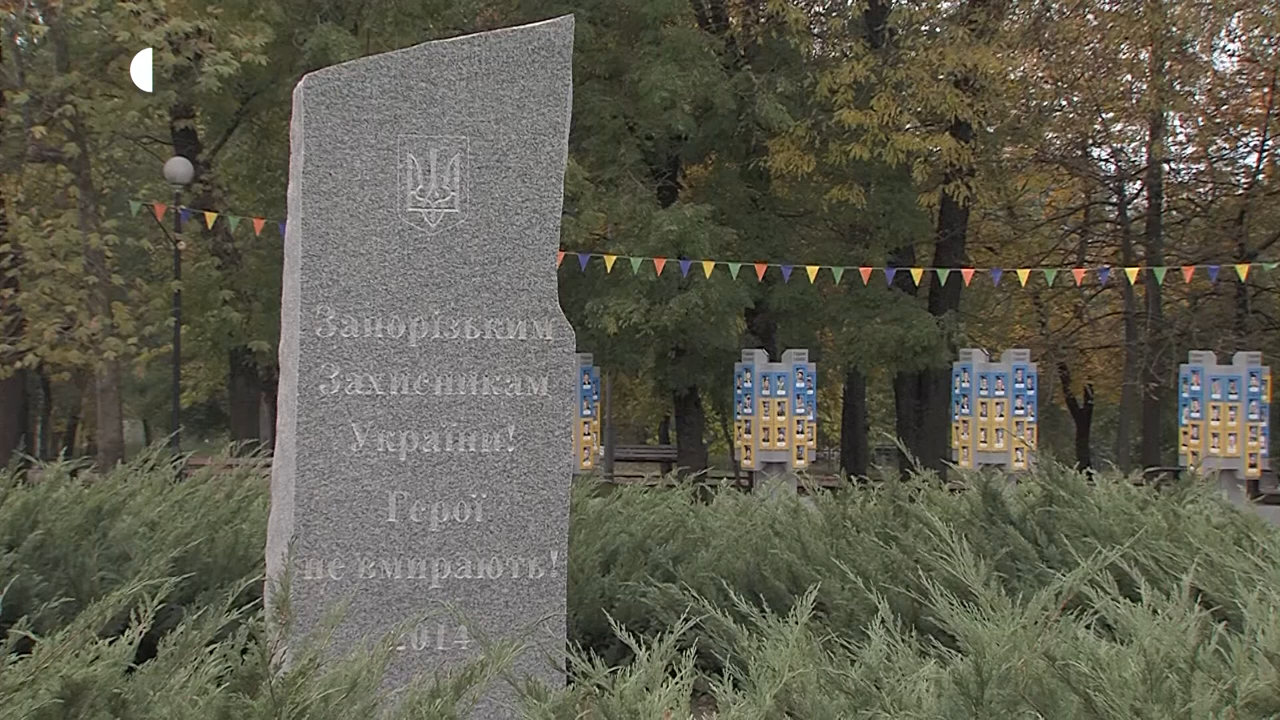 Запорізьким
Захисникам
України!
Герої
не вмирають!
2014